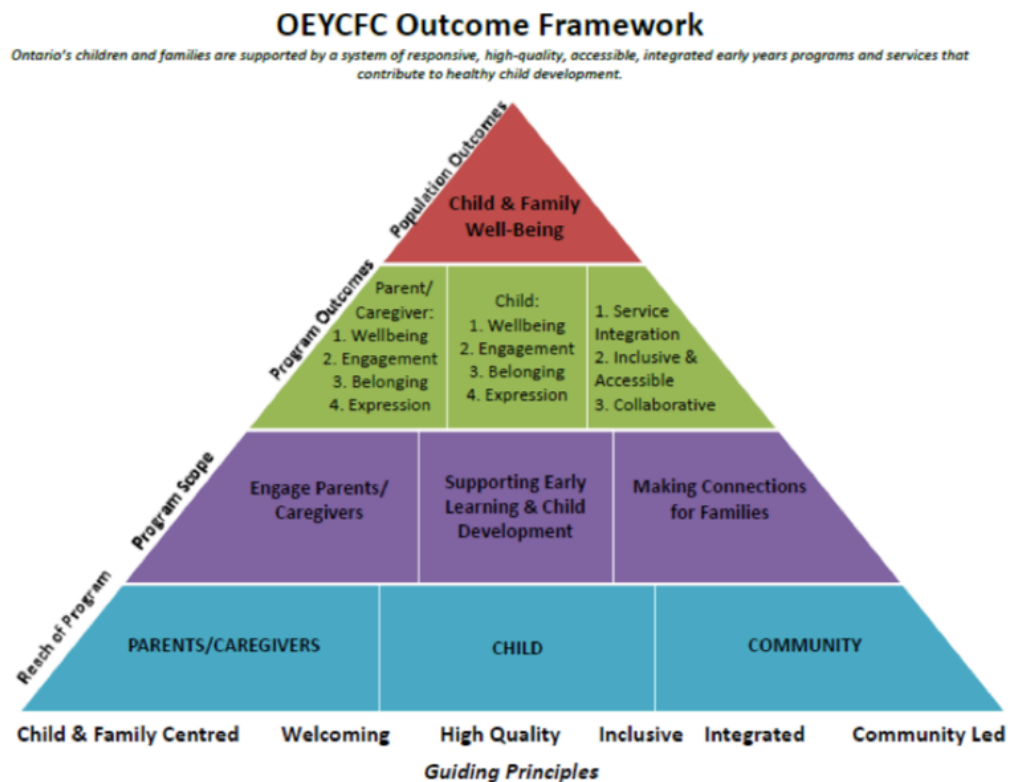 OEYCFC Outcome Framework
Ontario's children and families are supported by a system of responsive, high-quality, accessible, integrated early years programs and services that
contribute to healthy child development.
Population Outcomes
Child & Family
Well-Being
Program Outcomes
Parent/
Caregiver:
1. Wellbeing
2. Engagement
3. Belonging
4. Expression
Child:
1. Wellbeing
2. Engagement
3. Belonging
4. Expression
1. Service
Integration
2. Inclusive &
Accessible
3. Collaborative
Program Scope
Engage Parents/
Caregivers
Supporting Early
Learning & Child
Development
Making Connections
for Families
Reach of Program
PARENTS/CAREGIVERS
CHILD
COMMUNITY
Child & Family Centred Welcoming High Quality Inclusive Integrated Community Led
Guiding Principles